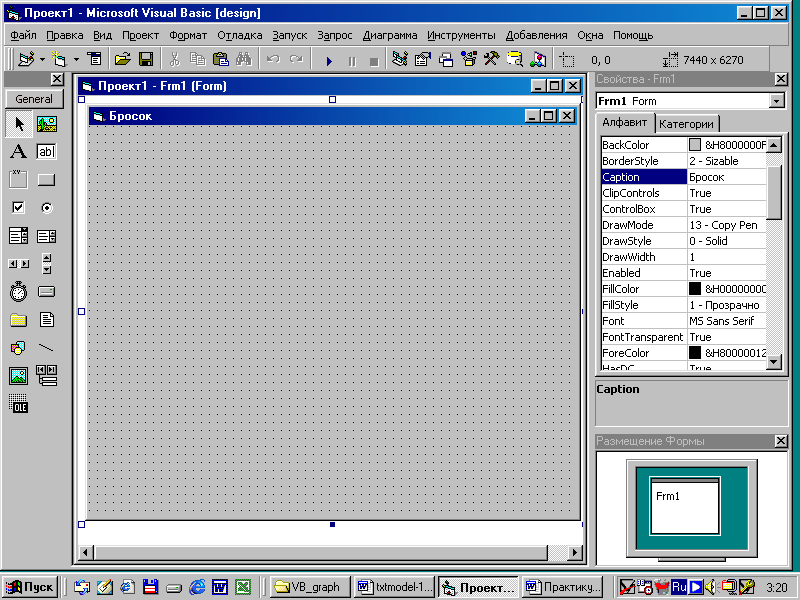 Проект1 - Microsoft Visual Basic [design]
Файл Правка Вид Проект Формат Отладка Запуск Запрос Диаграмма Инструменты Добавления Окна Помощь
0, 0 7440 x 6270
General
A
ab|
xv
OLE
Проект1 - Frm1 (Form)
Бросок
Свойства - Frm1
Frm1 Form
Алфавит Категории
BackColor &H8000000F
BorderStyle 2 - Sizable
Caption Бросок
ClipControls True
ControlBox True
DrawMode 13 - Copy Pen
DrawStyle 0 - Solid
DrawWidth 1
Enabled True
FillColor &H0000000C
FillStyle 1 - Прозрачно
Font MS Sans Serif
FontTransparent True
ForeColor &H80000012
HasDC True
Caption
Размещение Формы
Frm1
Пуск VB_graph txtmodel-1... Проект... Практику... Ru 3:20